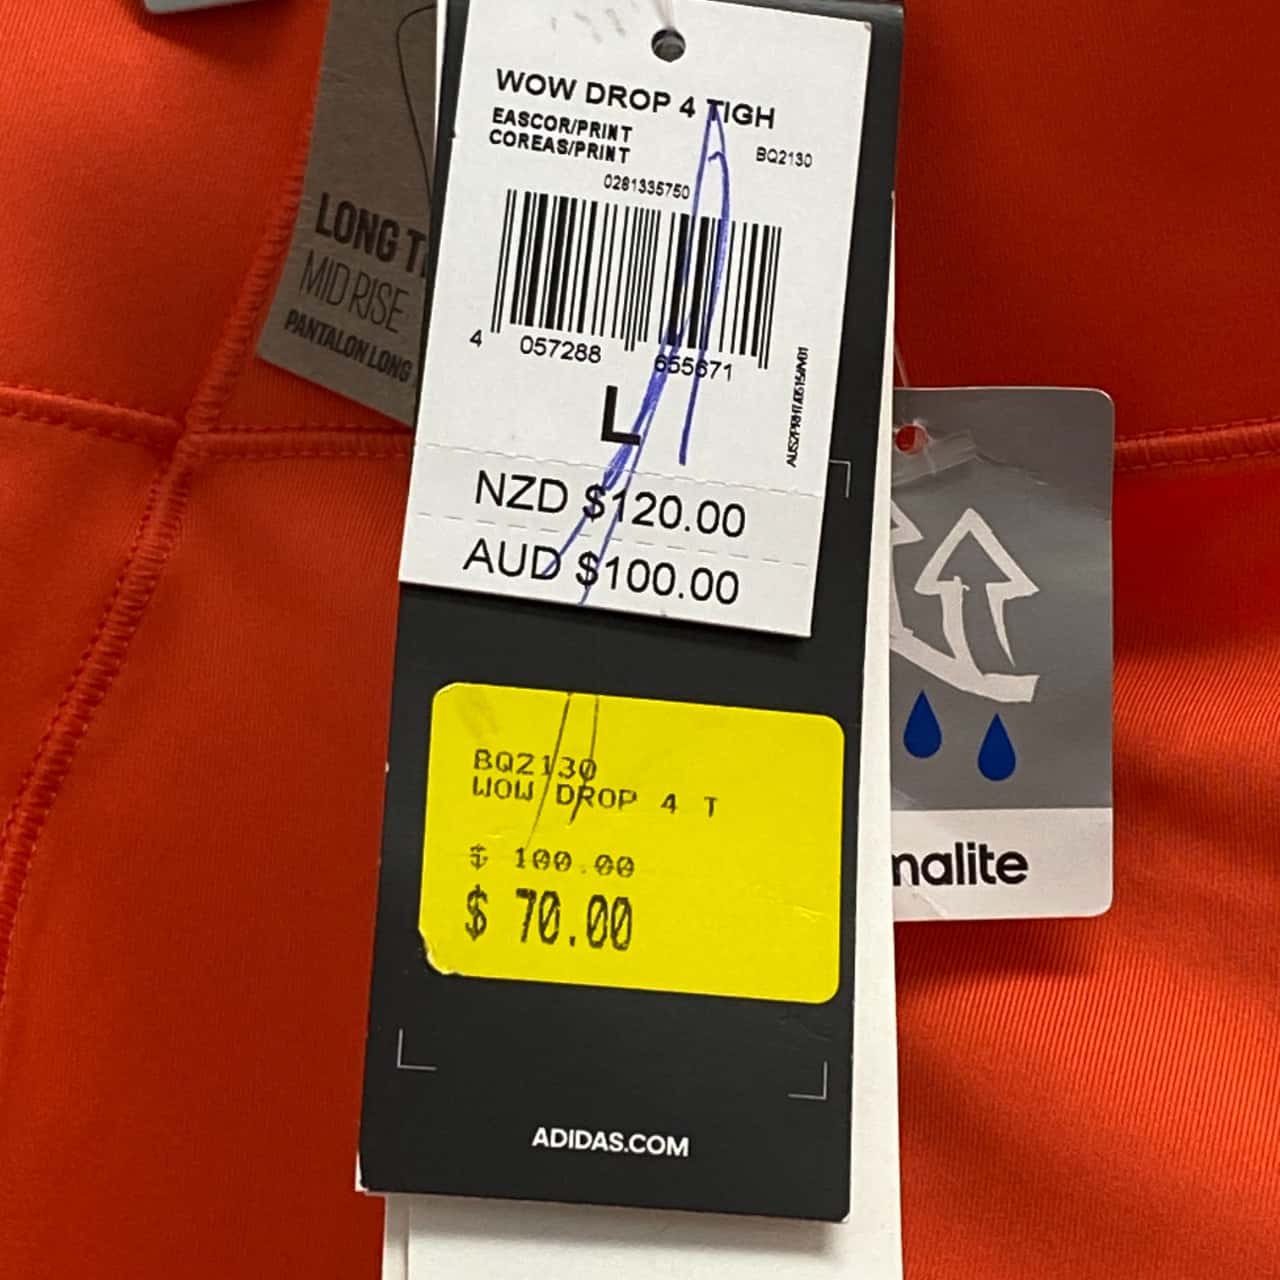 WOW DROP 4 TIGH
EASCOR/PRINT
COREAS/PRINT
BQ2130
0281335750
4 057288 655671
L
NZD $120.00
AUD $100.00
BQ2130
WOW DROP 4 T
$ 100.00
$ 70.00
ADIDAS.COM
LONG
MID RISE
PANTALON LONG
malite